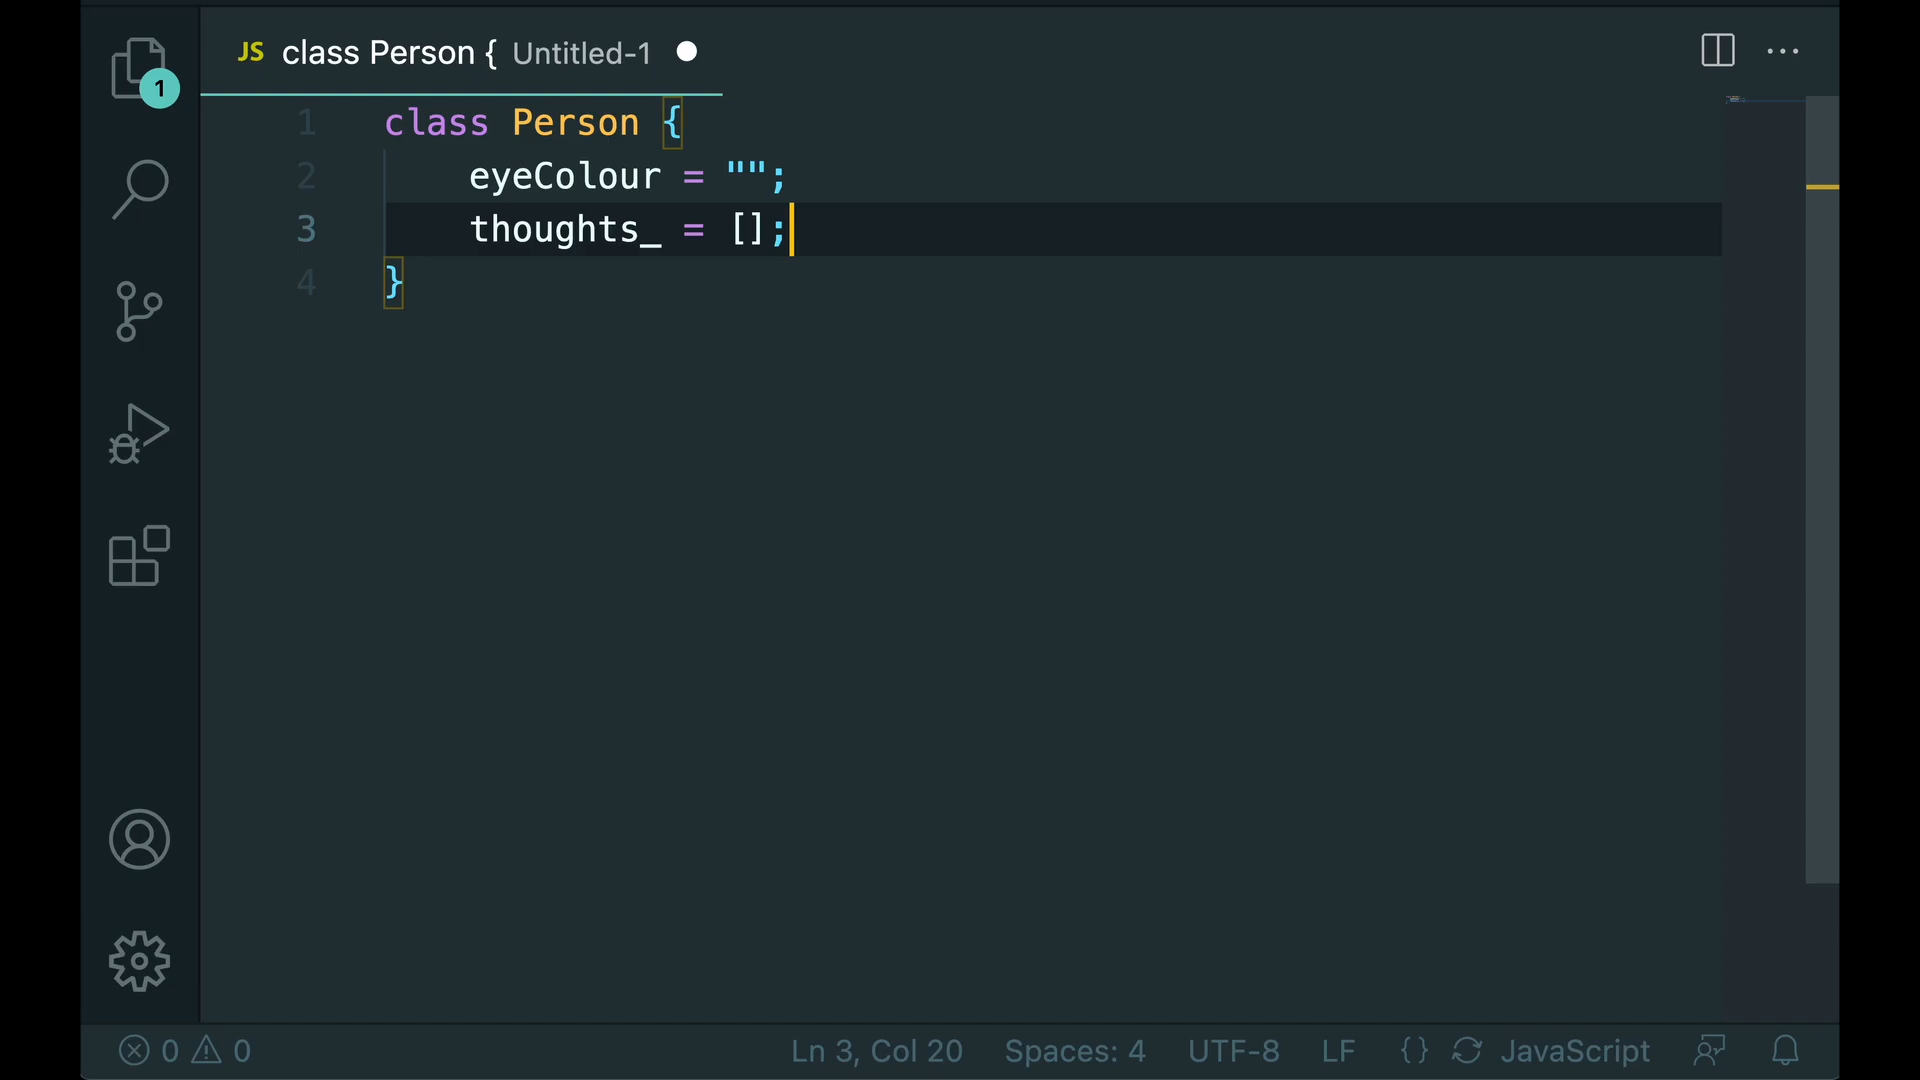 JS class Person { Untitled-1
1
1 class Person {
2 eyeColour = "";
3 thoughts_ = [];
4 }
0 0 Ln 3, Col 20 Spaces: 4 UTF-8 LF {} JavaScript